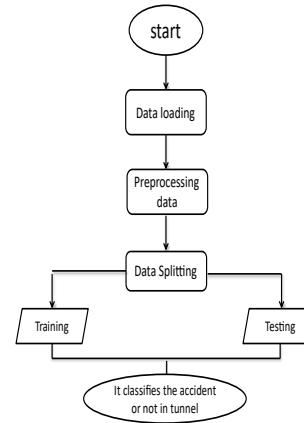 start
Data loading
Preprocessing
data
Data Splitting
Training
Testing
It classifies the accident
or not in tunnel